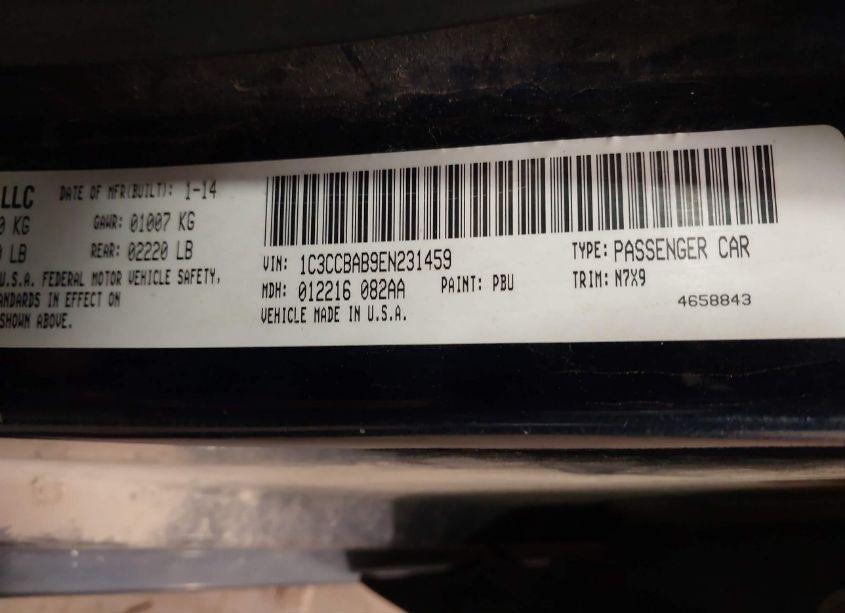 LLC DATE OF MFR(BUILT): 1-14
0 KG GAWR: 01007 KG
0 LB REAR: 02220 LB
U.S.A. FEDERAL MOTOR VEHICLE SAFETY,
ANDARDS IN EFFECT ON
SHOWN ABOVE.
VIN: 1C3CCBAB9EN231459 TYPE: PASSENGER CAR
MDH: 012216 082AA PAINT: PBU TRIM: N7X9
VEHICLE MADE IN U.S.A. 4658843